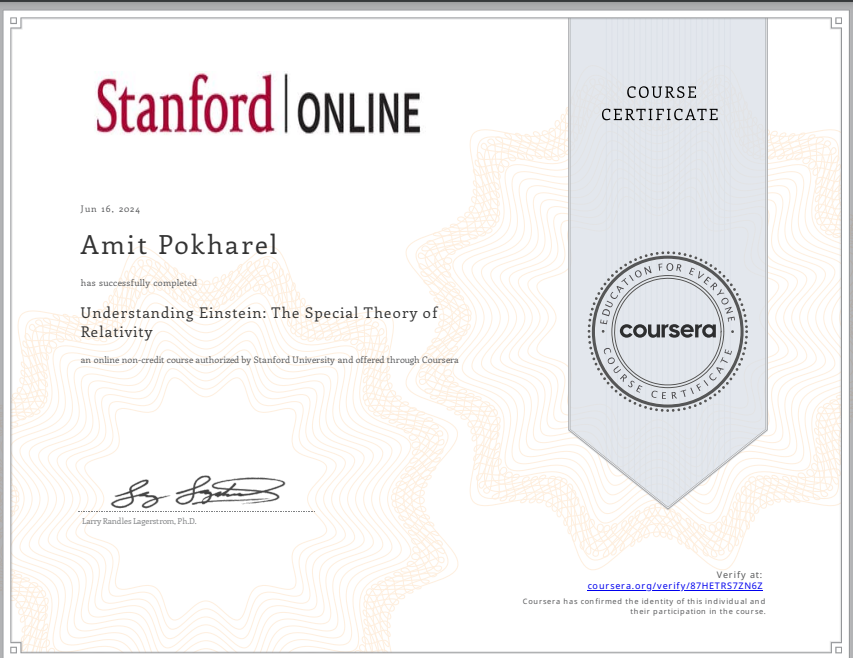 Stanford | ONLINE
COURSE
CERTIFICATE
Jun 16, 2024
Amit Pokharel
has successfully completed
Understanding Einstein: The Special Theory of
Relativity
an online non-credit course authorized by Stanford University and offered through Coursera
EDUCATION FOR EVERYONE
coursera
COURSE CERTIFICATE
Larry Randles Lagerstrom, Ph.D.
Verify at:
coursera.org/verify/87HETRS7ZN6Z
Coursera has confirmed the identity of this individual and
their participation in the course.